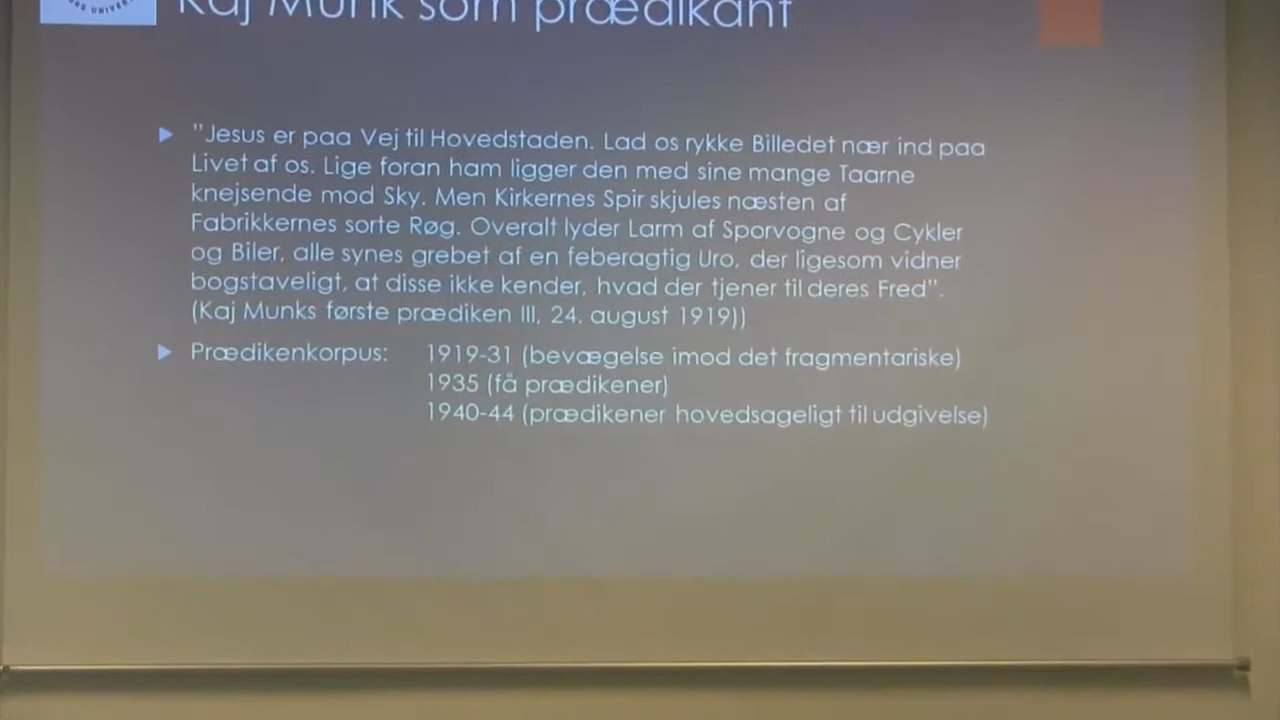 UNIVER
Kaj Munk som prædikant
"Jesus er paa Vej til Hovedstaden. Lad os rykke Billedet nær ind paa
Livet af os. Lige foran ham ligger den med sine mange Taarne
knejsende mod Sky. Men Kirkernes Spir skjules næsten af
Fabrikkernes sorte Røg. Overalt lyder Larm af Sporvogne og Cykler
og Biler, alle synes grebet af en feberagtig Uro, der ligesom vidner
bogstaveligt, at disse ikke kender, hvad der tjener til deres Fred".
(Kaj Munks første prædiken III, 24. august 1919))
Prædikenkorpus: 1919-31 (bevægelse imod det fragmentariske)
1935 (få prædikener)
1940-44 (prædikener hovedsageligt til udgivelse)